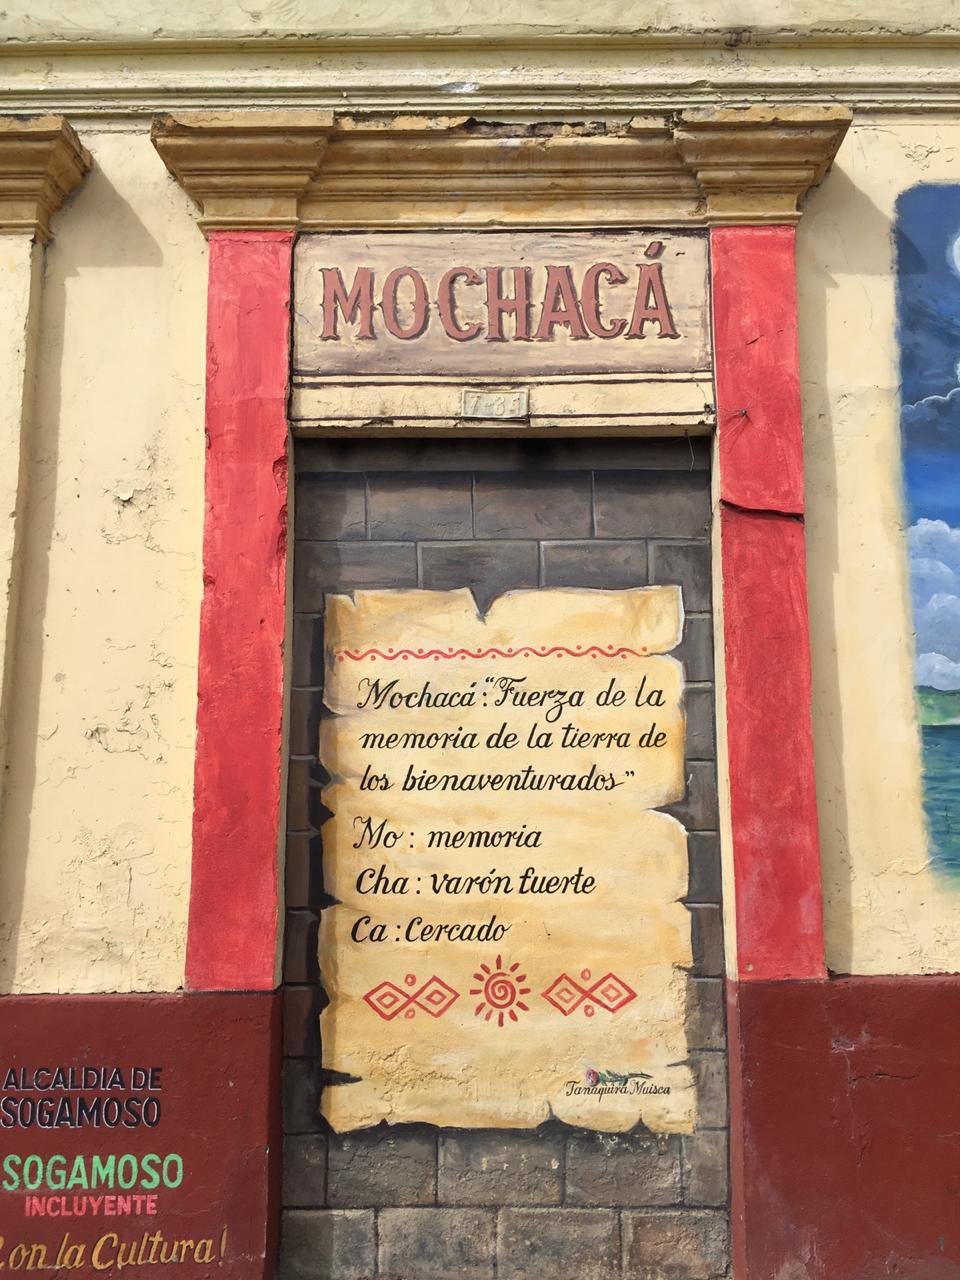 MOCHACÁ
7-31
Mochacá: "Fuerza de la
memoria de la tierra de
los bienaventurados"
Mo: memoria
Cha: varón fuerte
Ca: Cercado
Tanaquira Muisca
ALCALDIA DE
SOGAMOSO
SOGAMOSO
INCLUYENTE
on la Cultura!